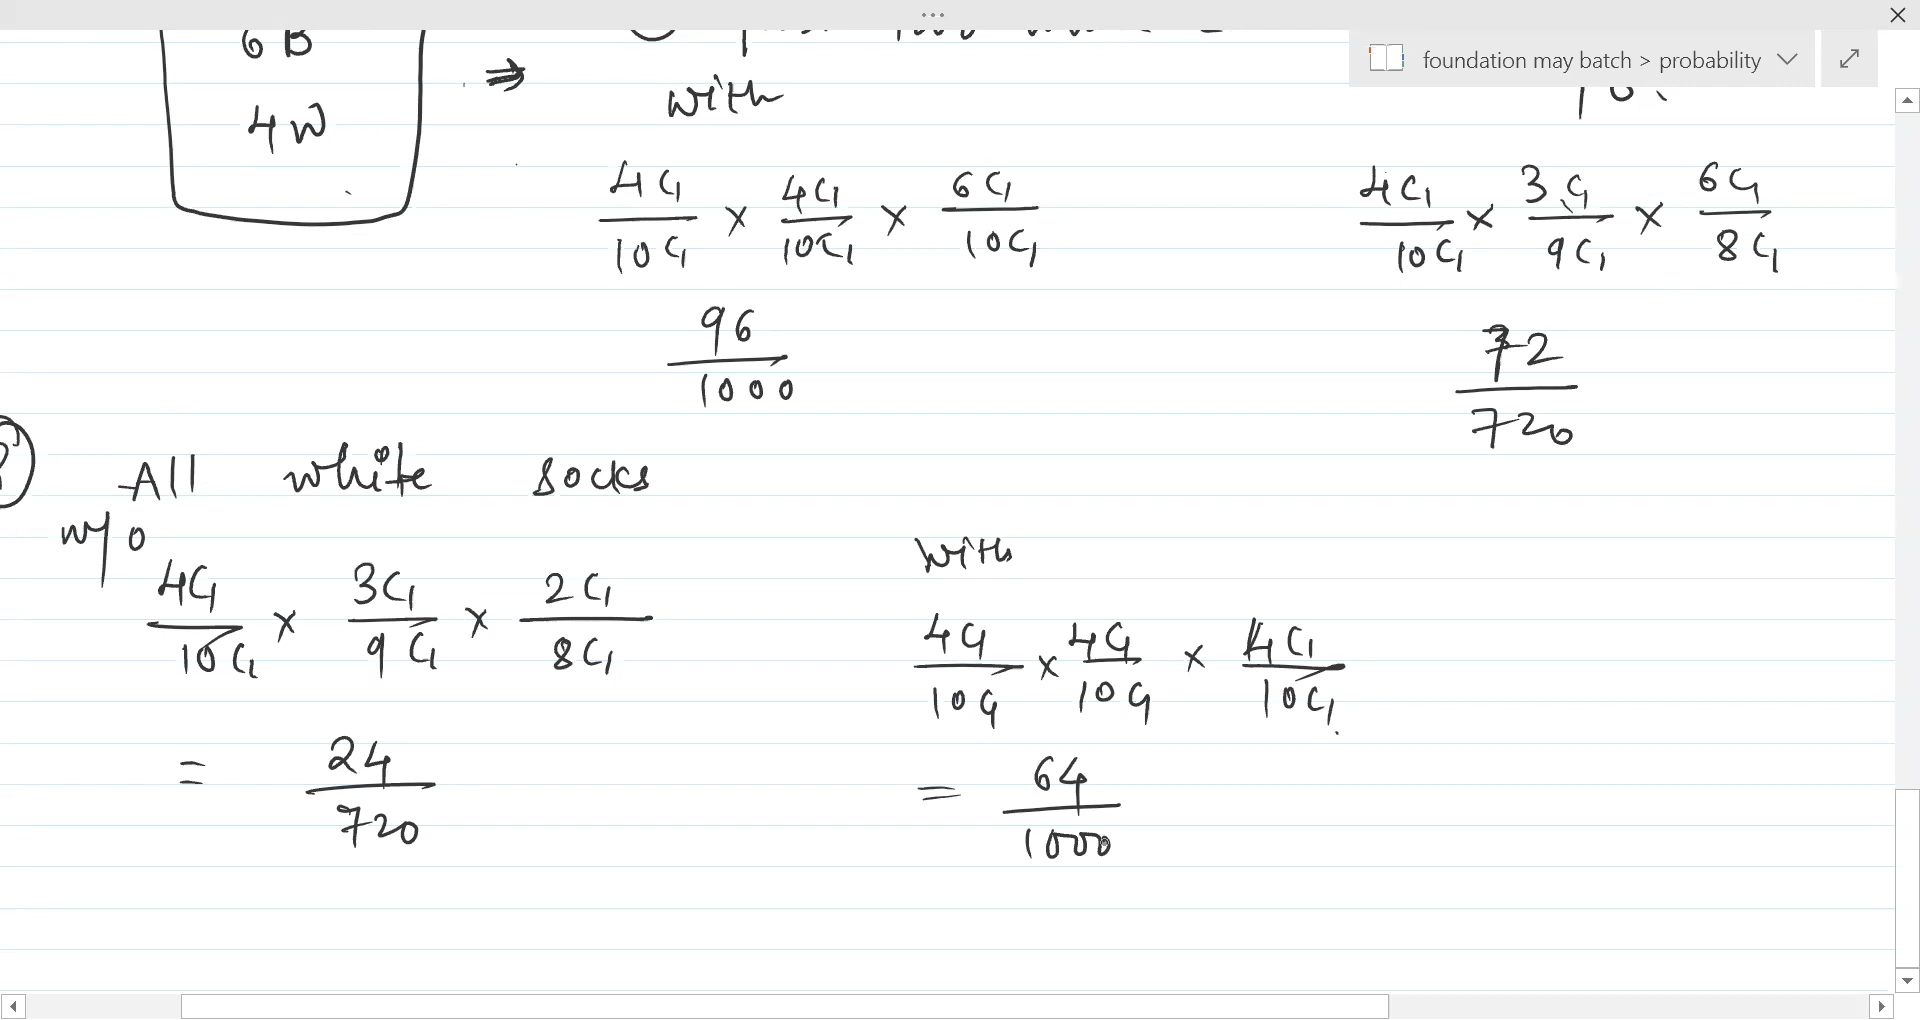 ...
foundation may batch > probability
6 B
4 W
⇒
with
4C₁/10C₁ × 4C₁/10C₁ × 6C₁/10C₁
4C₁/10C₁ × 3C₁/9C₁ × 6C₁/8C₁
96/1000
72/720
All white socks
w/o
4C₁/10C₁ × 3C₁/9C₁ × 2C₁/8C₁
= 24/720
with
4C₁/10C₁ × 4C₁/10C₁ × 4C₁/10C₁
= 64/1000